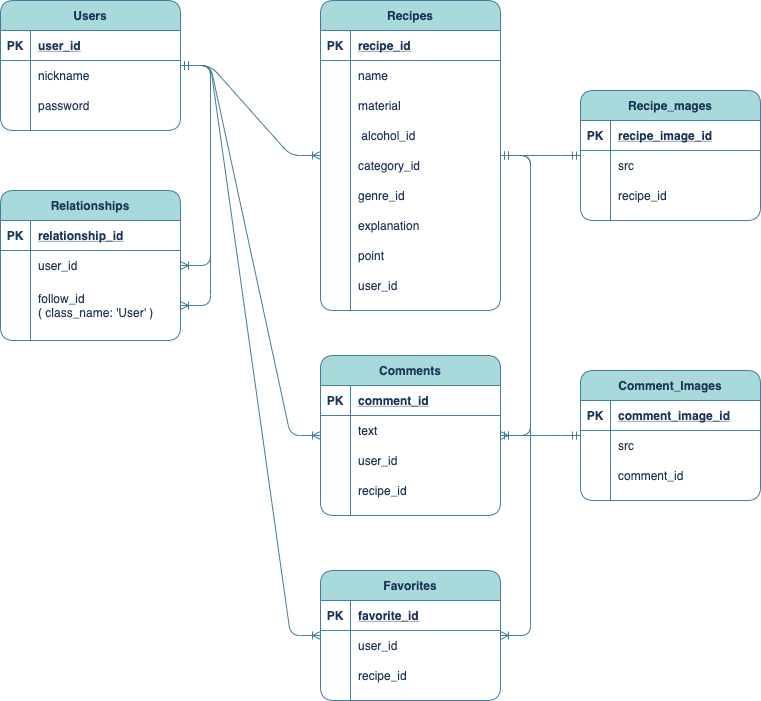 Users
PK user_id
nickname
password
Relationships
PK relationship_id
user_id
follow_id
( class_name: 'User' )
Recipes
PK recipe_id
name
material
alcohol_id
category_id
genre_id
explanation
point
user_id
Comments
PK comment_id
text
user_id
recipe_id
Favorites
PK favorite_id
user_id
recipe_id
Recipe_mages
PK recipe_image_id
src
recipe_id
Comment_Images
PK comment_image_id
src
comment_id